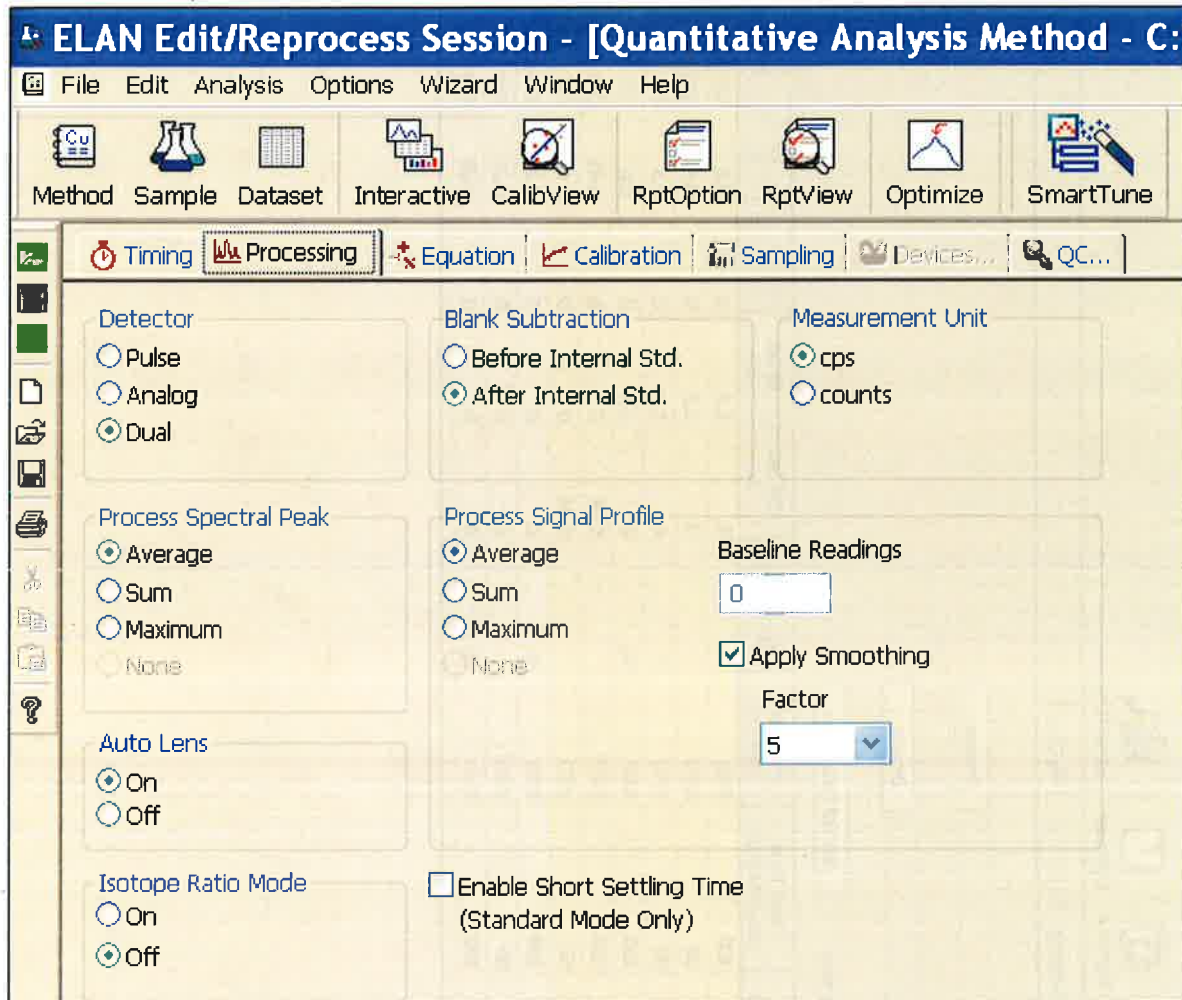 ELAN Edit/Reprocess Session - [Quantitative Analysis Method - C:
File Edit Analysis Options Wizard Window Help
Cu
Method Sample Dataset Interactive CalibView RptOption RptView Optimize SmartTune
Timing Processing Equation Calibration Sampling Devices... QC...
Detector
Pulse
Analog
Dual
Blank Subtraction
Before Internal Std.
After Internal Std.
Measurement Unit
cps
counts
Process Spectral Peak
Average
Sum
Maximum
None
Process Signal Profile
Average
Sum
Maximum
None
Baseline Readings
0
Apply Smoothing
Factor
5
Auto Lens
On
Off
Isotope Ratio Mode
On
Off
Enable Short Settling Time
(Standard Mode Only)